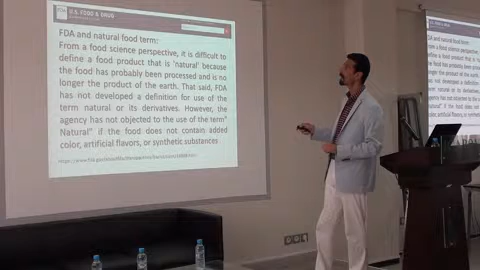 U.S. FOOD & DRUG
FDA and natural food term:
From a food science perspective, it is difficult to
define a food product that is 'natural' because
the food has probably been processed and is no
longer the product of the earth. That said, FDA
has not developed a definition for use of the
term natural or its derivatives. However, the
agency has not objected to the use of the term"
Natural" if the food does not contain added
color, artificial flavors, or synthetic substances